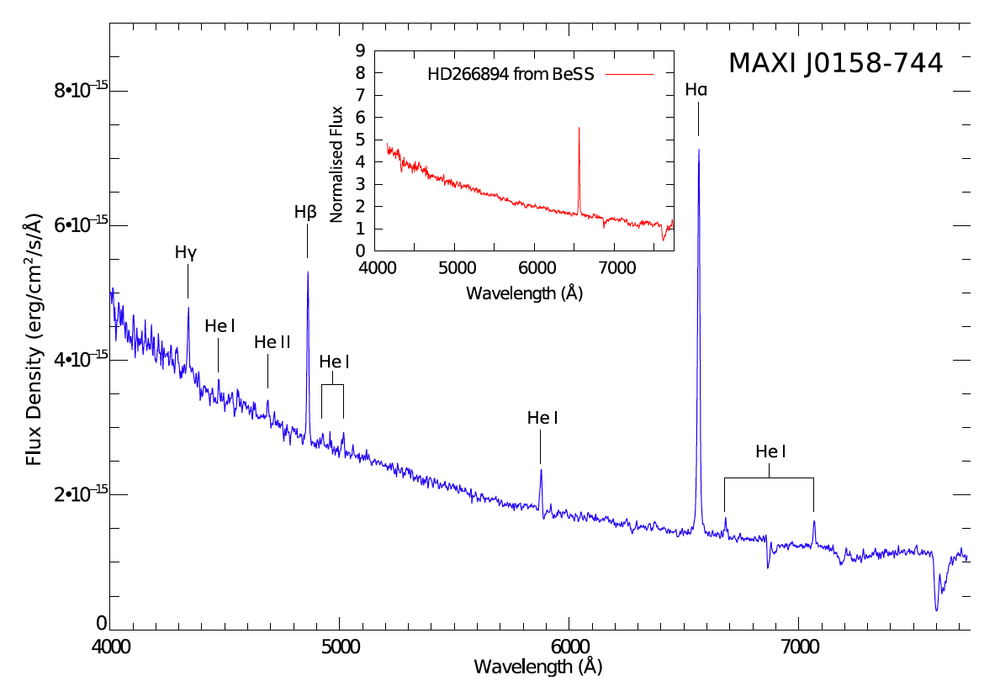 MAXI J0158-744
HD266894 from BeSS
9
8
7
6
5
4
3
2
1
0
Normalised Flux
4000 5000 6000 7000
Wavelength (Å)
Hα
Hβ
Hγ
He I
He II
He I
He I
He I
8•10⁻¹⁵
6•10⁻¹⁵
4•10⁻¹⁵
2•10⁻¹⁵
0
Flux Density (erg/cm²/s/Å)
4000 5000 6000 7000
Wavelength (Å)